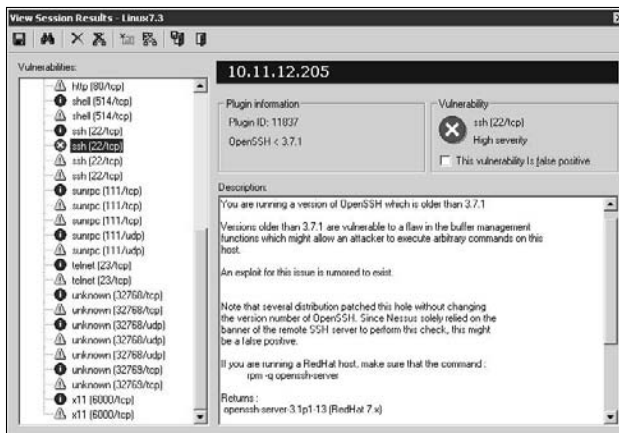 View Session Results - Linux7.3
Vulnerabilities:
http (80/tcp)
shell (514/tcp)
shell (514/tcp)
ssh (22/tcp)
ssh (22/tcp)
ssh (22/tcp)
ssh (22/tcp)
sunrpc (111/tcp)
sunrpc (111/tcp)
sunrpc (111/tcp)
sunrpc (111/udp)
sunrpc (111/udp)
telnet (23/tcp)
telnet (23/tcp)
unknown (32768/tcp)
unknown (32768/tcp)
unknown (32768/udp)
unknown (32768/udp)
unknown (32768/udp)
unknown (32769/tcp)
unknown (32769/tcp)
x11 (6000/tcp)
x11 (6000/tcp)
10.11.12.205
Plugin information
Plugin ID: 11837
OpenSSH < 3.7.1
Vulnerability
ssh (22/tcp)
High severity
This vulnerability Is false positive
Description:
You are running a version of OpenSSH which is older than 3.7.1
Versions older than 3.7.1 are vulnerable to a flaw in the buffer management
functions which might allow an attacker to execute arbitrary commands on this
host.
An exploit for this issue is rumored to exist.
Note that several distribution patched this hole without changing
the version number of OpenSSH. Since Nessus solely relied on the
banner of the remote SSH server to perform this check, this might
be a false positive.
If you are running a RedHat host, make sure that the command :
rpm -q openssh-server
Returns :
openssh-server-3.1p1-13 (RedHat 7.x)